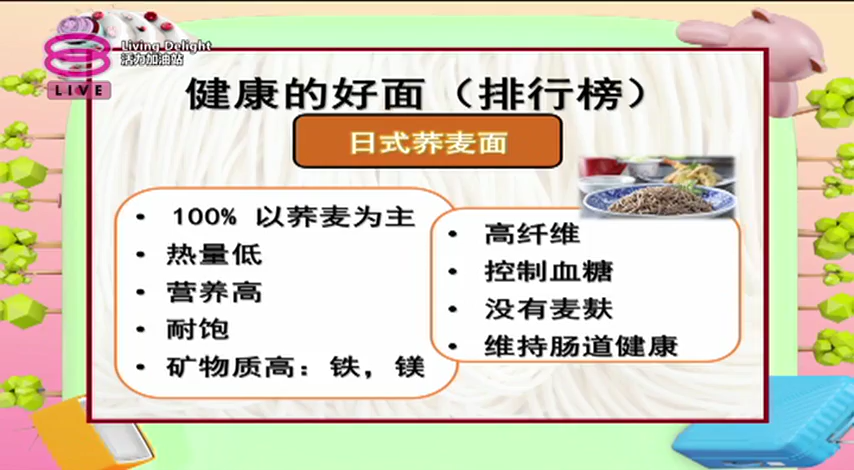 Living Delight
活力加油站
LIVE
健康的好面（排行榜）
日式荞麦面
• 100% 以荞麦为主
• 热量低
• 营养高
• 耐饱
• 矿物质高：铁，镁
• 高纤维
• 控制血糖
• 没有麦麸
• 维持肠道健康